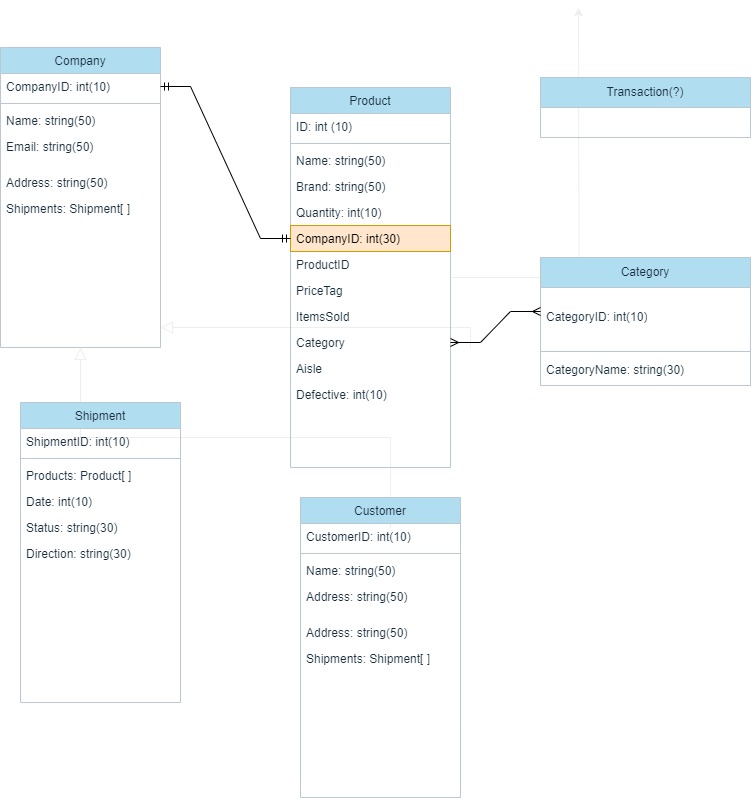 Company
CompanyID: int(10)
Name: string(50)
Email: string(50)
Address: string(50)
Shipments: Shipment[ ]
Product
ID: int (10)
Name: string(50)
Brand: string(50)
Quantity: int(10)
CompanyID: int(30)
ProductID
PriceTag
ItemsSold
Category
Aisle
Defective: int(10)
Transaction(?)
Category
CategoryID: int(10)
CategoryName: string(30)
Shipment
ShipmentID: int(10)
Products: Product[ ]
Date: int(10)
Status: string(30)
Direction: string(30)
Customer
CustomerID: int(10)
Name: string(50)
Address: string(50)
Address: string(50)
Shipments: Shipment[ ]